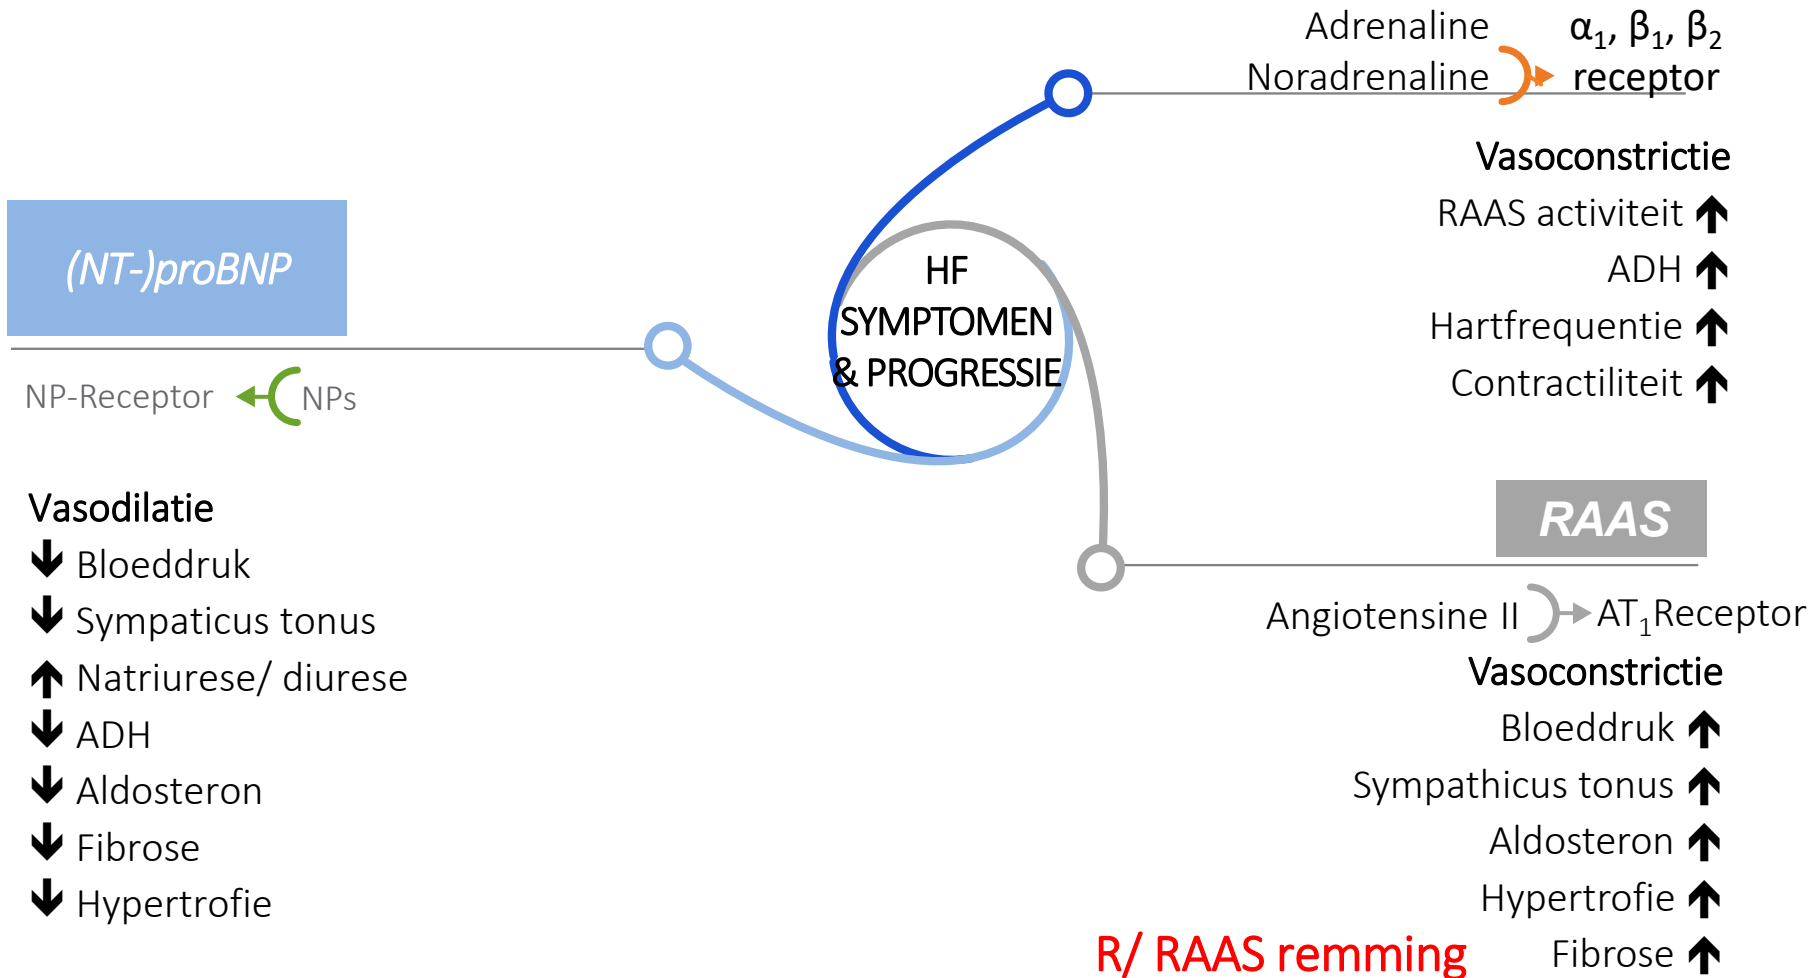 Adrenaline α₁, β₁, β₂
Noradrenaline receptor
Vasoconstrictie
RAAS activiteit ↑
ADH ↑
Hartfrequentie ↑
Contractiliteit ↑
(NT-)proBNP
NP-Receptor NPs
HF
SYMPTOMEN
& PROGRESSIE
Vasodilatie
↓ Bloeddruk
↓ Sympaticus tonus
↑ Natriurese/ diurese
↓ ADH
↓ Aldosteron
↓ Fibrose
↓ Hypertrofie
RAAS
Angiotensine II AT₁Receptor
Vasoconstrictie
Bloeddruk ↑
Sympathicus tonus ↑
Aldosteron ↑
Hypertrofie ↑
R/ RAAS remming Fibrose ↑